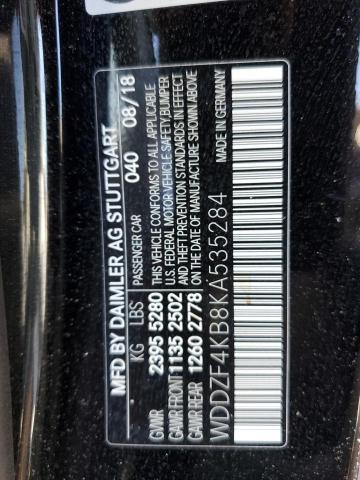 MFD BY DAIMLER AG STUTTGART
KG LBS PASSENGER CAR 040 08/18
GVWR 2395 5280 THIS VEHICLE CONFORMS TO ALL APPLICABLE
GAWR FRONT 1135 2502 U.S. FEDERAL MOTOR VEHICLE SAFETY,BUMPER
& THEFT PREVENTION STANDARDS IN EFFECT
GAWR REAR 1260 2778 ON THE DATE OF MANUFACTURE SHOWN ABOVE
MADE IN GERMANY
WDDZF4KB8KA535284